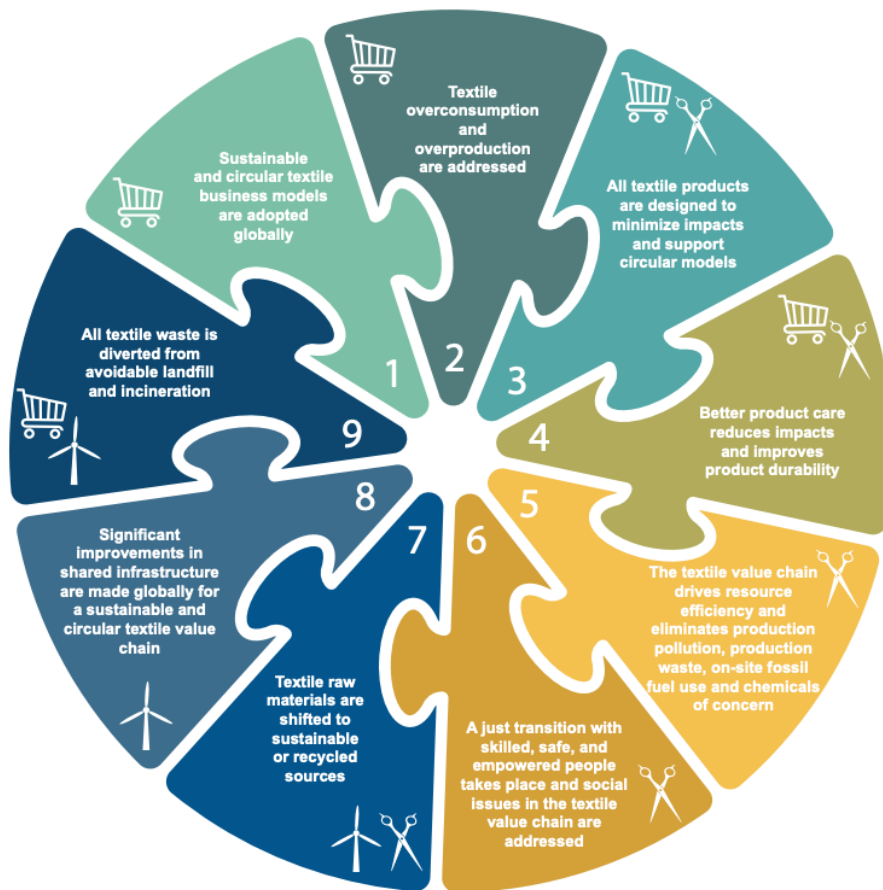 Sustainable
and circular textile
business models
are adopted
globally
1
Textile
overconsumption
and
overproduction
are addressed
2
All textile products
are designed to
minimize impacts
and support
circular models
3
Better product care
reduces impacts
and improves
product durability
4
The textile value chain
drives resource
efficiency and
eliminates production
pollution, production
waste, on-site fossil
fuel use and chemicals
of concern
5
A just transition with
skilled, safe, and
empowered people
takes place and social
issues in the textile
value chain are
addressed
6
Textile raw
materials are
shifted to
sustainable
or recycled
sources
7
Significant
improvements in
shared infrastructure
are made globally for
a sustainable and
circular textile value
chain
8
All textile waste is
diverted from
avoidable landfill
and incineration
9